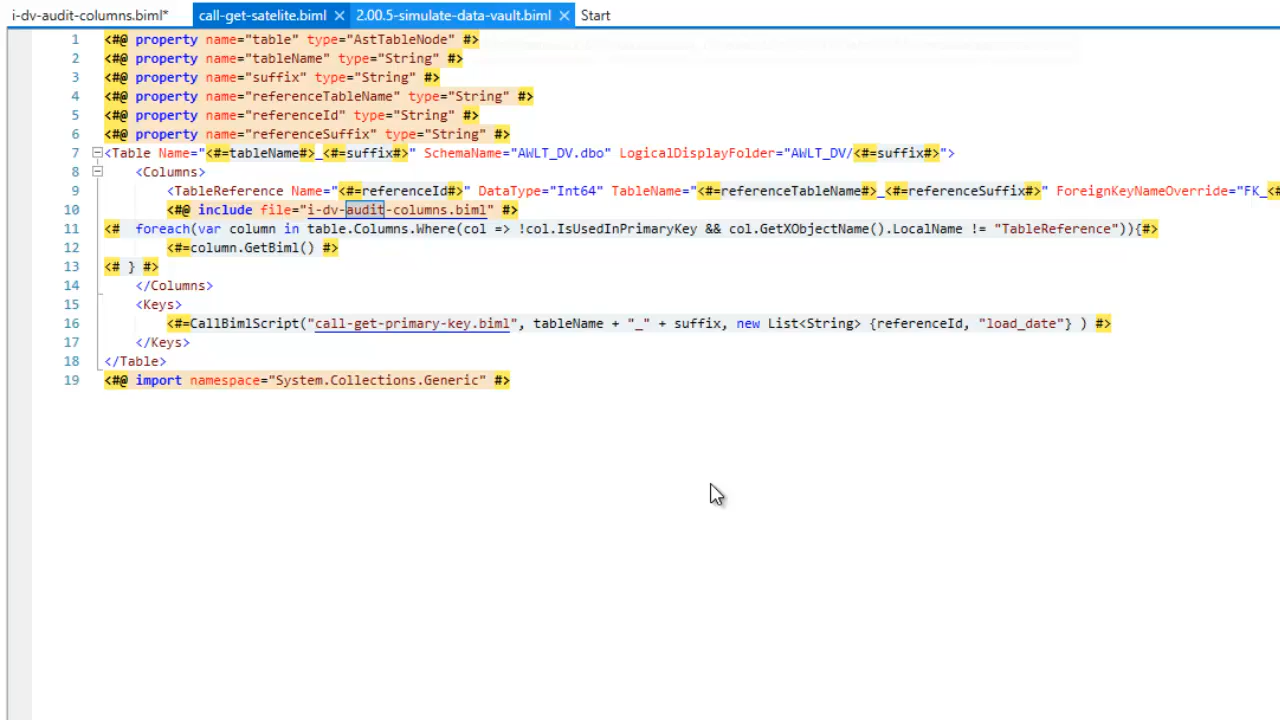 i-dv-audit-columns.biml* call-get-satelite.biml 2.00.5-simulate-data-vault.biml Start
1 <#@ property name="table" type="AstTableNode" #>
2 <#@ property name="tableName" type="String" #>
3 <#@ property name="suffix" type="String" #>
4 <#@ property name="referenceTableName" type="String" #>
5 <#@ property name="referenceId" type="String" #>
6 <#@ property name="referenceSuffix" type="String" #>
7 <Table Name="<#=tableName#>_<#=suffix#>" SchemaName="AWLT_DV.dbo" LogicalDisplayFolder="AWLT_DV/<#=suffix#>">
8 <Columns>
9 <TableReference Name="<#=referenceId#>" DataType="Int64" TableName="<#=referenceTableName#>_<#=referenceSuffix#>" ForeignKeyNameOverride="FK_<#
10 <#@ include file="i-dv-audit-columns.biml" #>
11 <# foreach(var column in table.Columns.Where(col => !col.IsUsedInPrimaryKey && col.GetXObjectName().LocalName != "TableReference")){#>
12 <#=column.GetBiml() #>
13 <# } #>
14 </Columns>
15 <Keys>
16 <#=CallBimlScript("call-get-primary-key.biml", tableName + "_" + suffix, new List<String> {referenceId, "load_date"} ) #>
17 </Keys>
18 </Table>
19 <#@ import namespace="System.Collections.Generic" #>